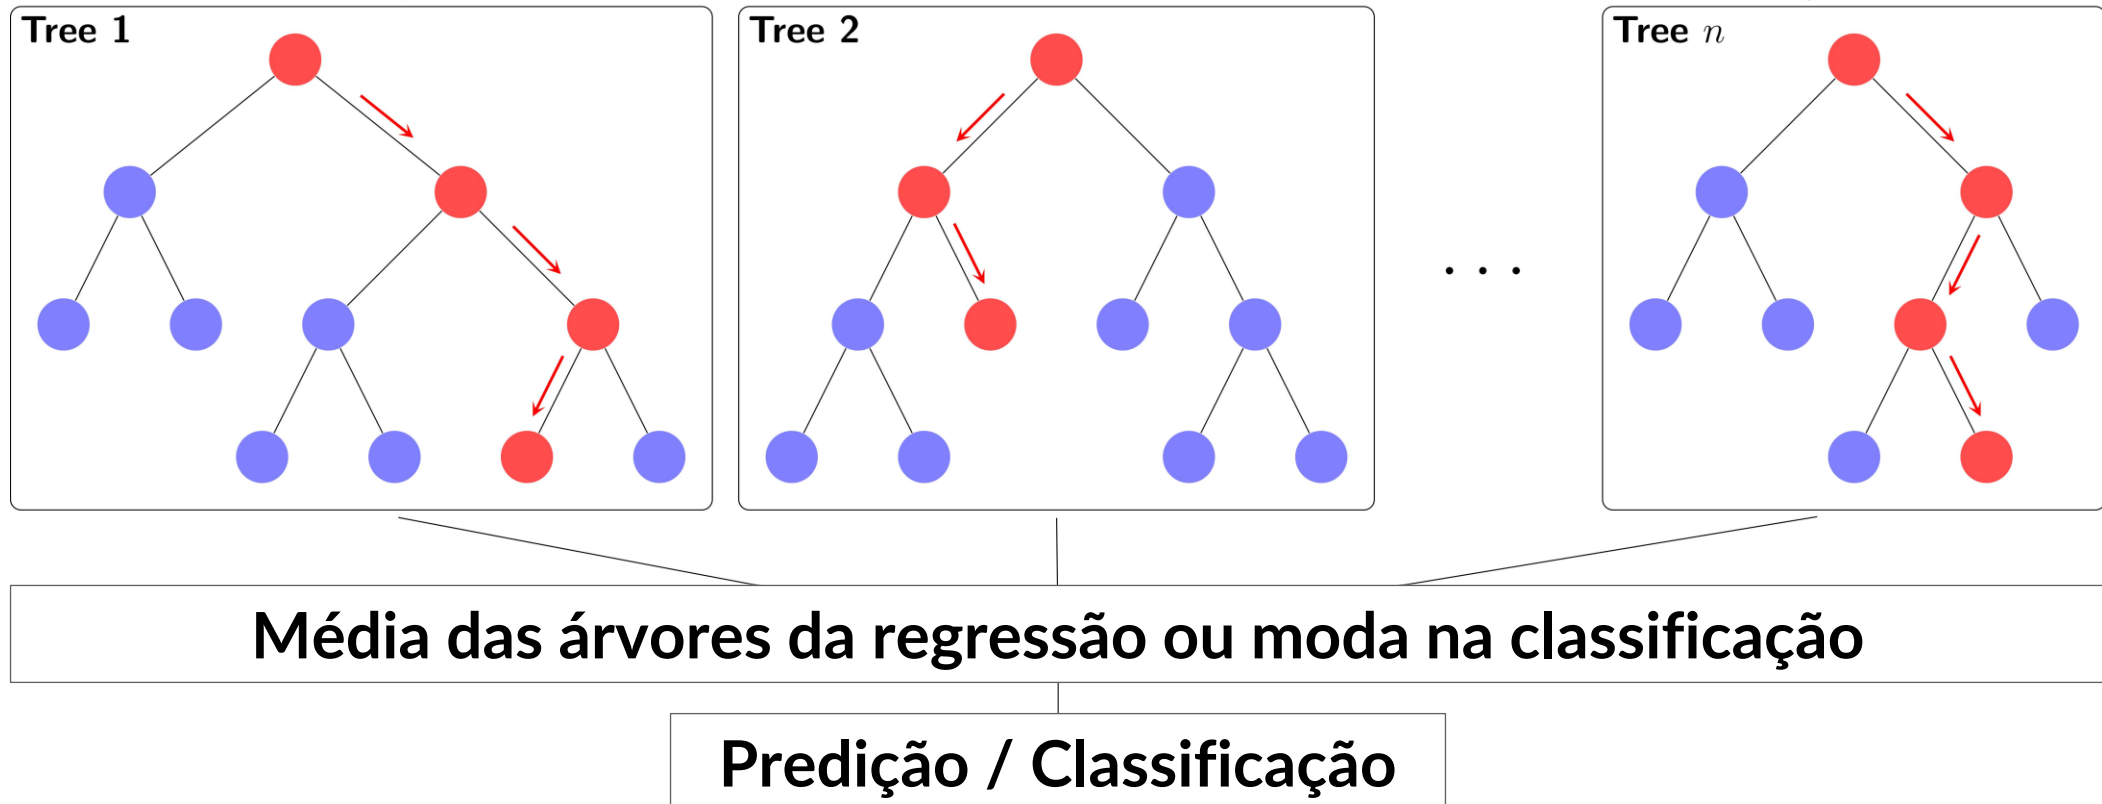 Tree 1
Tree 2
Tree n
. . .
Média das árvores da regressão ou moda na classificação
Predição / Classificação